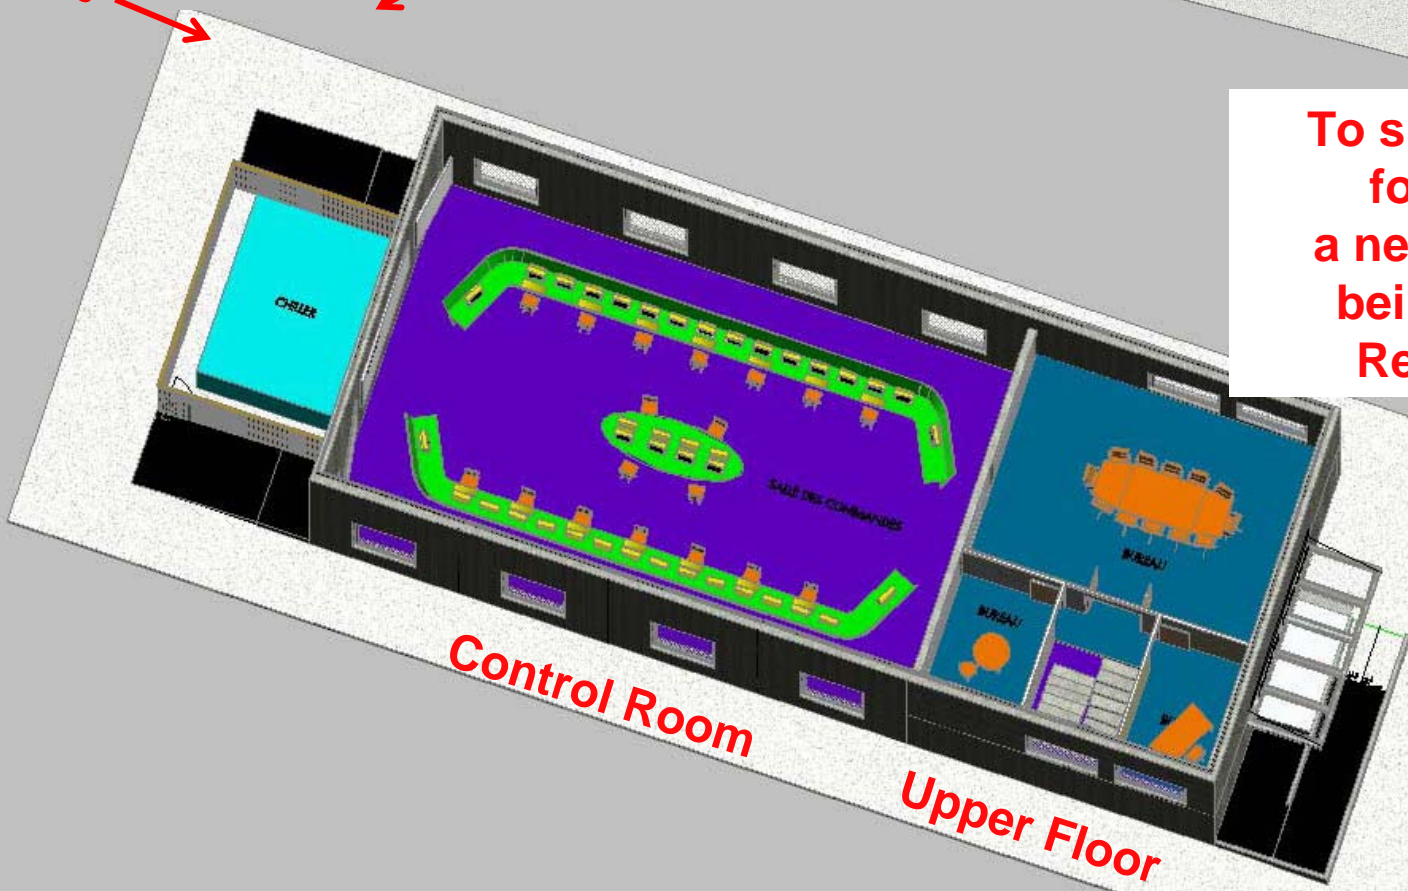 To s
fo
a ne
bei
Re
CHILLER
SALLE DES COMMANDES
BUREAU
BUREAU
Control Room
Upper Floor